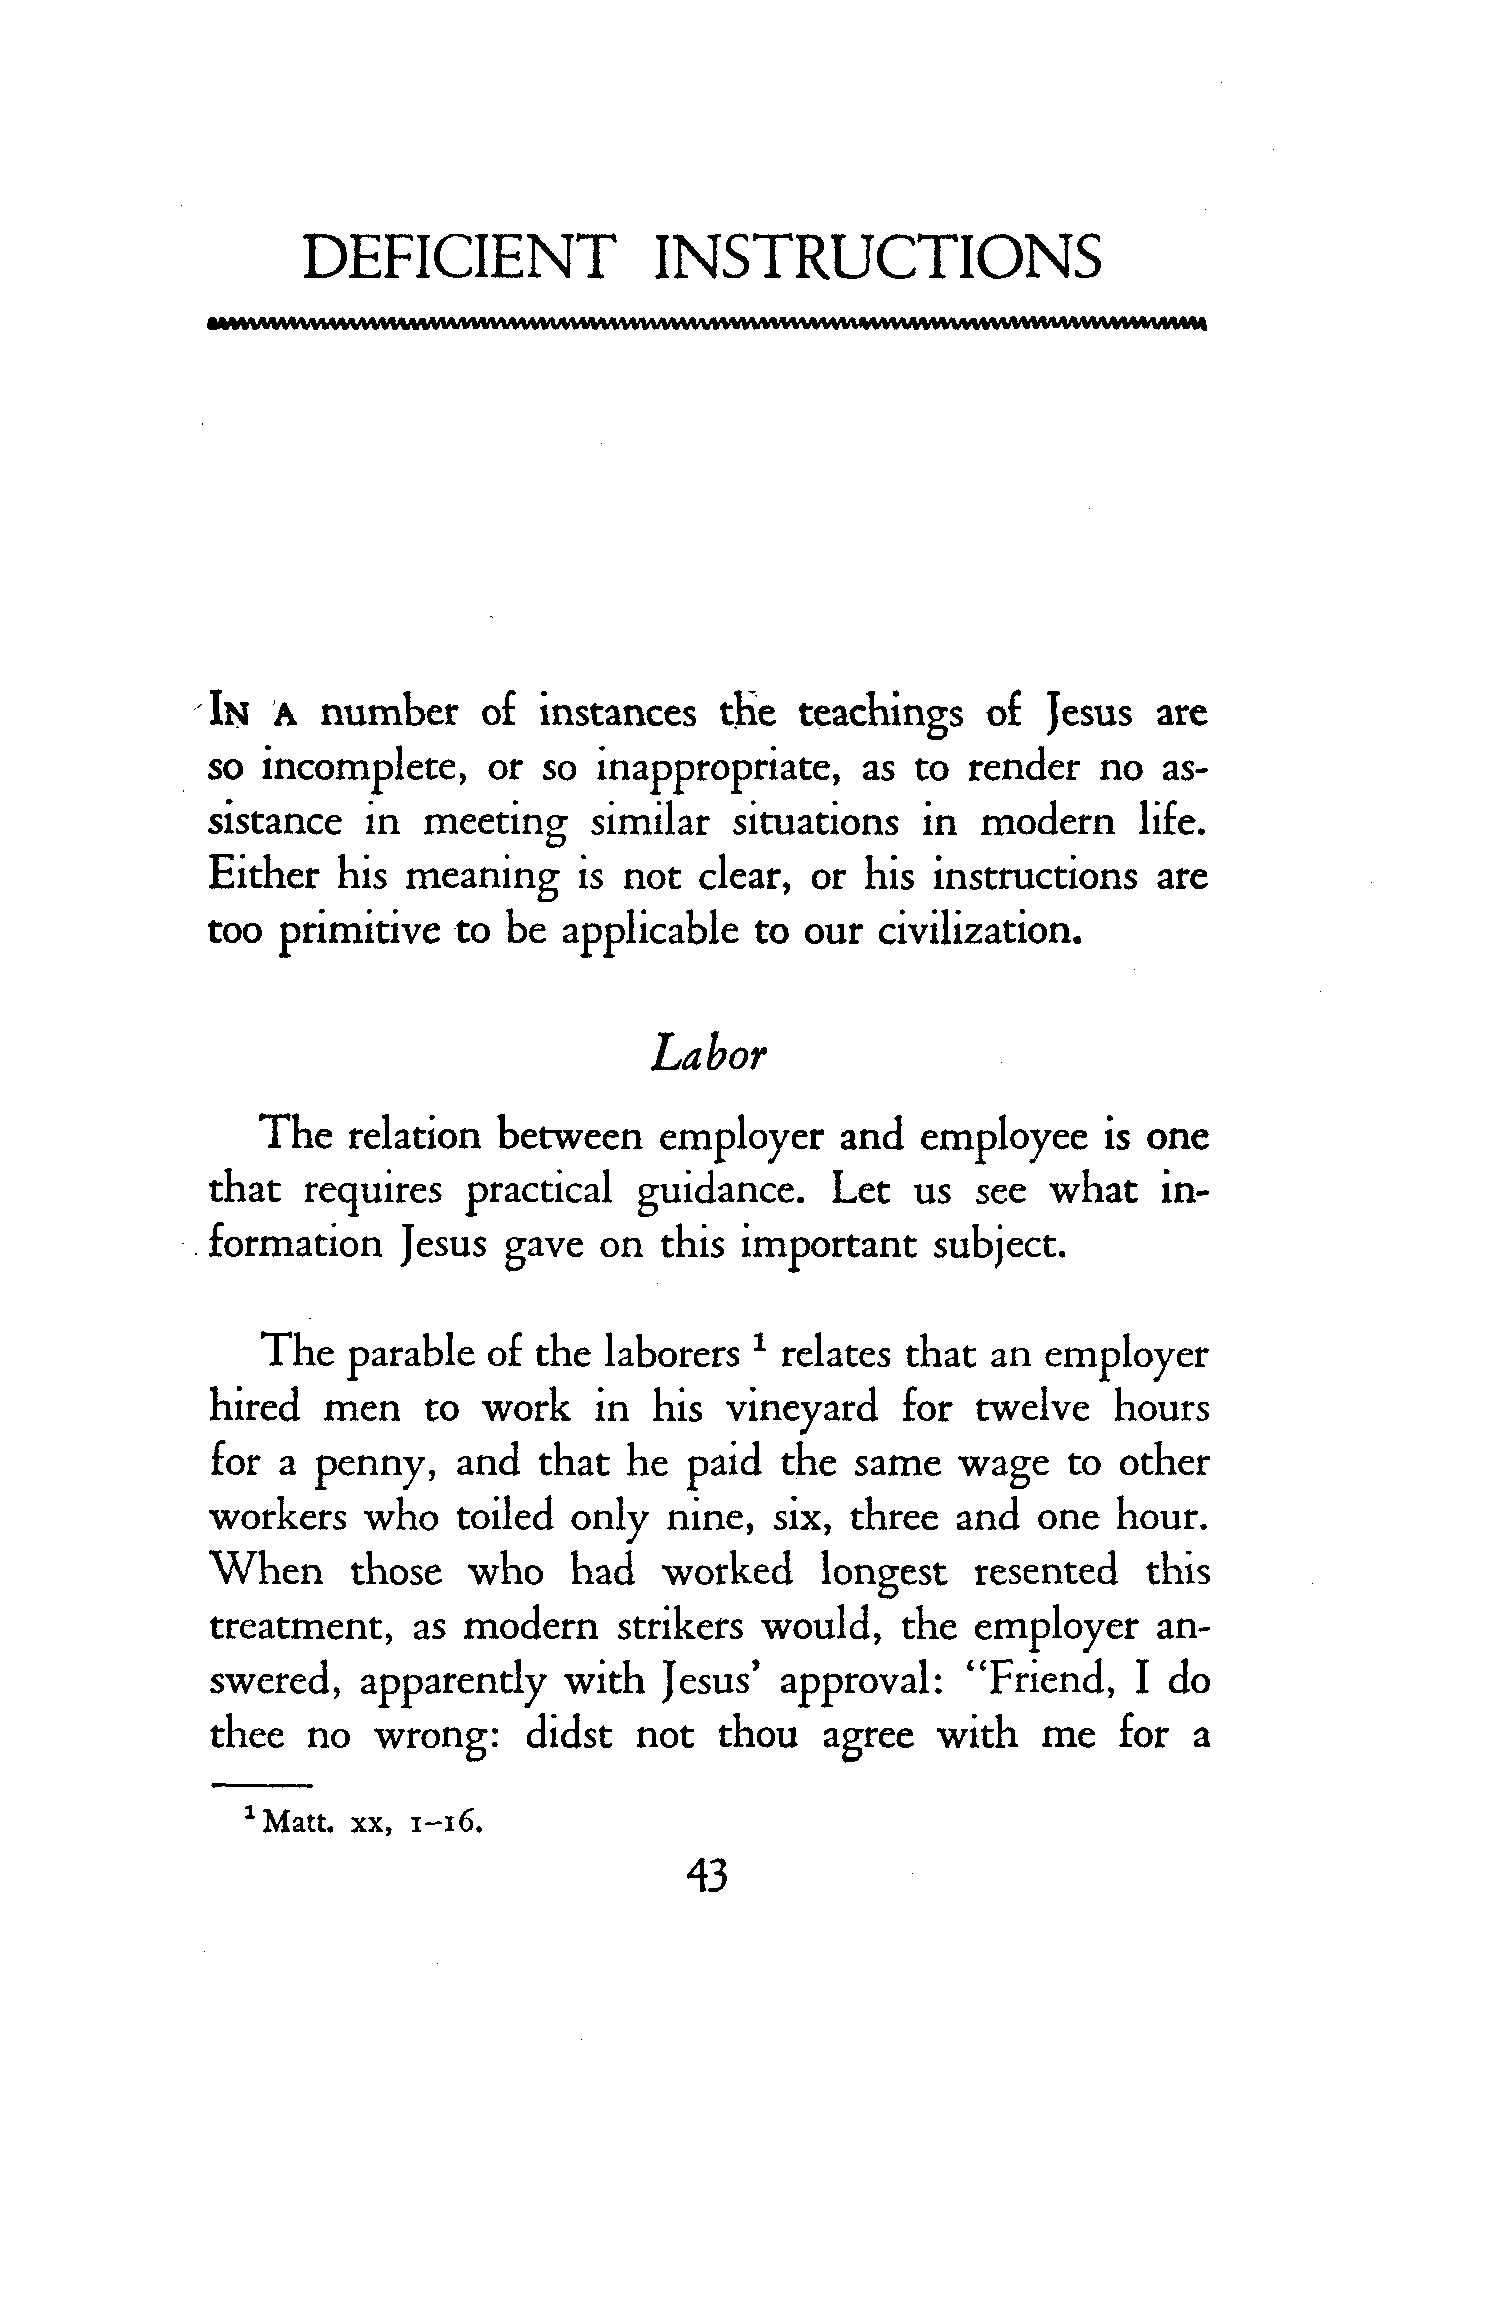 DEFICIENT INSTRUCTIONS
IN A number of instances the teachings of Jesus are
so incomplete, or so inappropriate, as to render no as-
sistance in meeting similar situations in modern life.
Either his meaning is not clear, or his instructions are
too primitive to be applicable to our civilization.
Labor
The relation between employer and employee is one
that requires practical guidance. Let us see what in-
formation Jesus gave on this important subject.
The parable of the laborers ¹ relates that an employer
hired men to work in his vineyard for twelve hours
for a penny, and that he paid the same wage to other
workers who toiled only nine, six, three and one hour.
When those who had worked longest resented this
treatment, as modern strikers would, the employer an-
swered, apparently with Jesus' approval: "Friend, I do
thee no wrong: didst not thou agree with me for a
¹ Matt. xx, 1–16.
43